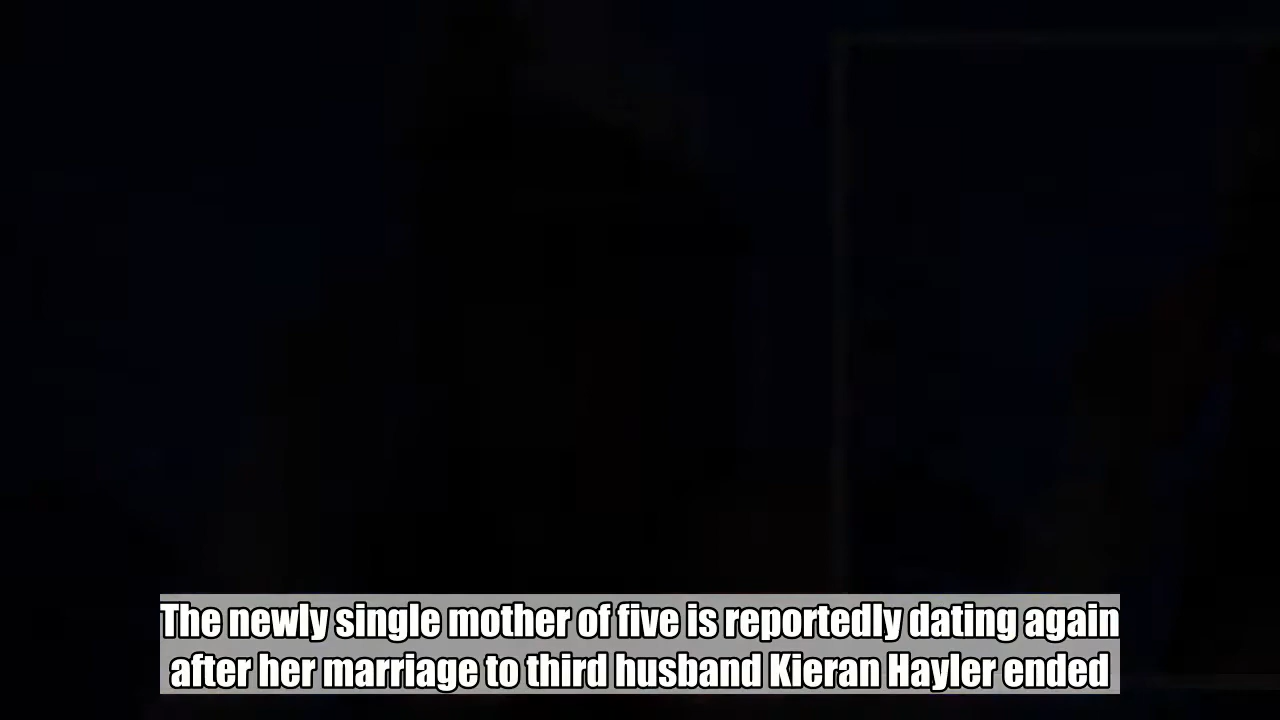 The newly single mother of five is reportedly dating again
after her marriage to third husband Kieran Hayler ended